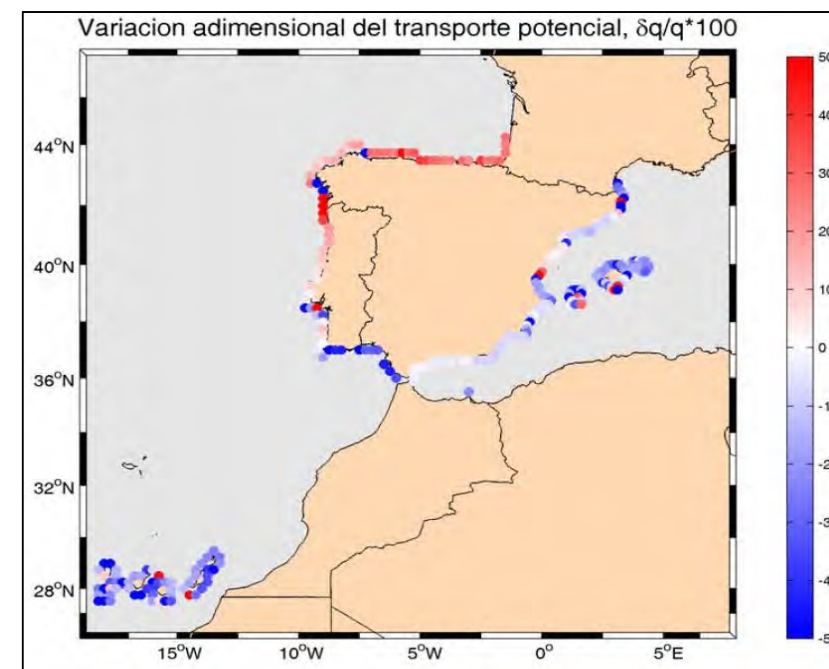 Variacion adimensional del transporte potencial, δq/q*100
44°N
40°N
36°N
32°N
28°N
15°W
10°W
5°W
0°
5°E
50
40
30
20
10
0
-1
-2
-3
-4
-5